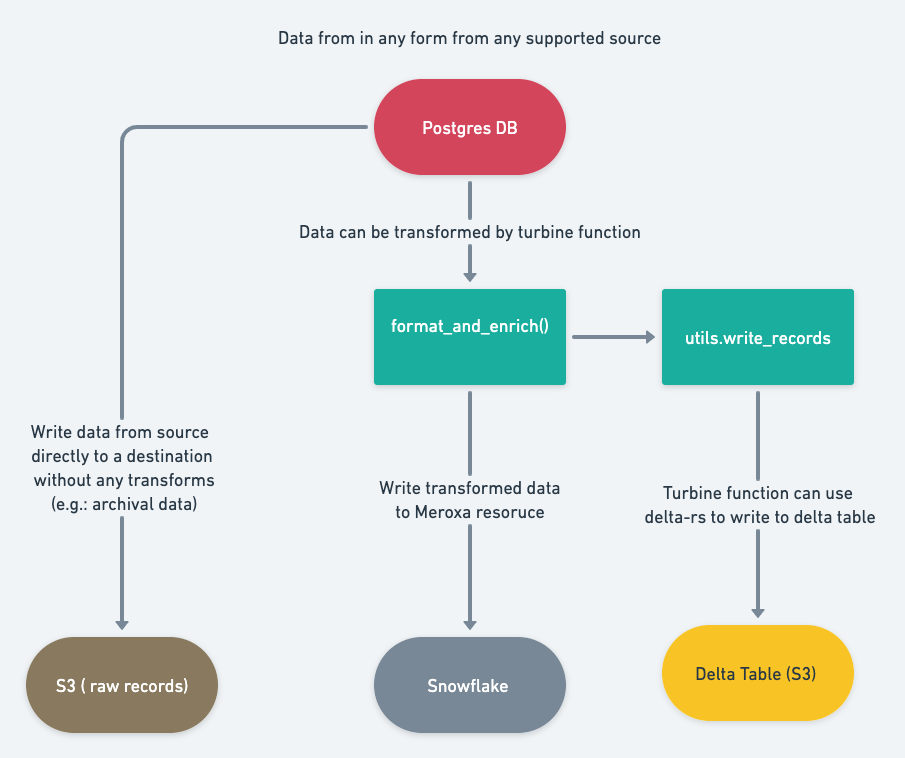 Data from in any form from any supported source
Postgres DB
Data can be transformed by turbine function
format_and_enrich()
utils.write_records
Write data from source
directly to a destination
without any transforms
(e.g.: archival data)
Write transformed data
to Meroxa resoruce
Turbine function can use
delta-rs to write to delta table
S3 ( raw records)
Snowflake
Delta Table (S3)